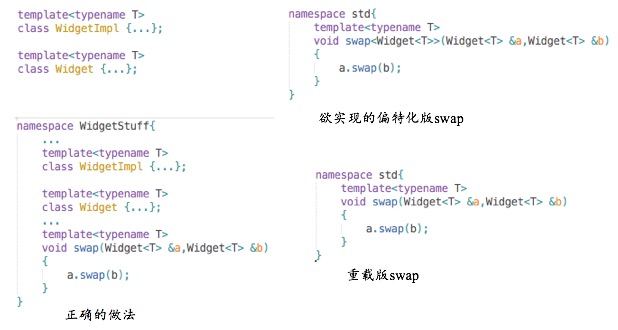 template<typename T>
class WidgetImpl {...};
template<typename T>
class Widget {...};
namespace std{
template<typename T>
void swap<Widget<T>>(Widget<T> &a,Widget<T> &b)
{
a.swap(b);
}
}
欲实现的偏特化版swap
namespace WidgetStuff{
...
template<typename T>
class WidgetImpl {...};
template<typename T>
class Widget {...};
...
template<typename T>
void swap(Widget<T> &a,Widget<T> &b)
{
a.swap(b);
}
}
正确的做法
namespace std{
template<typename T>
void swap(Widget<T> &a,Widget<T> &b)
{
a.swap(b);
}
}
重载版swap